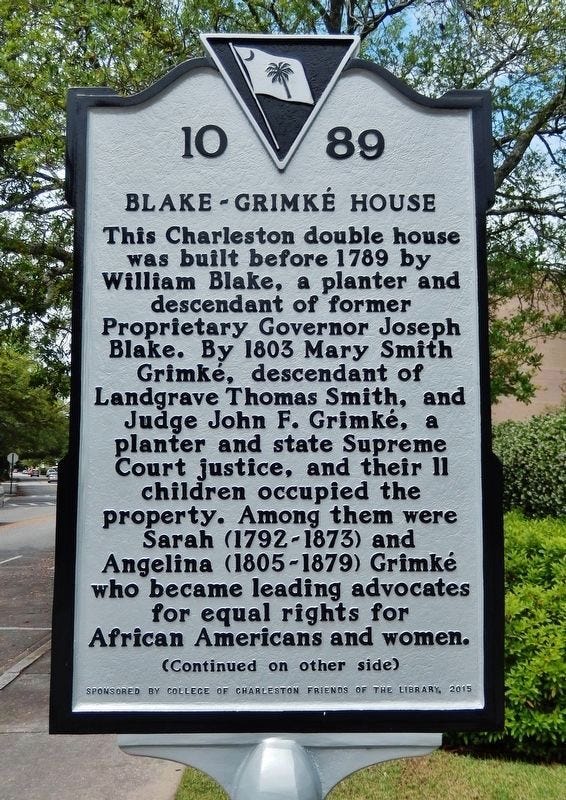 10 89
BLAKE-GRIMKÉ HOUSE
This Charleston double house
was built before 1789 by
William Blake, a planter and
descendant of former
Proprietary Governor Joseph
Blake. By 1803 Mary Smith
Grimké, descendant of
Landgrave Thomas Smith, and
Judge John F. Grimké, a
planter and state Supreme
Court justice, and their 11
children occupied the
property. Among them were
Sarah (1792-1873) and
Angelina (1805-1879) Grimké
who became leading advocates
for equal rights for
African Americans and women.
(Continued on other side)
SPONSORED BY COLLEGE OF CHARLESTON FRIENDS OF THE LIBRARY, 2015